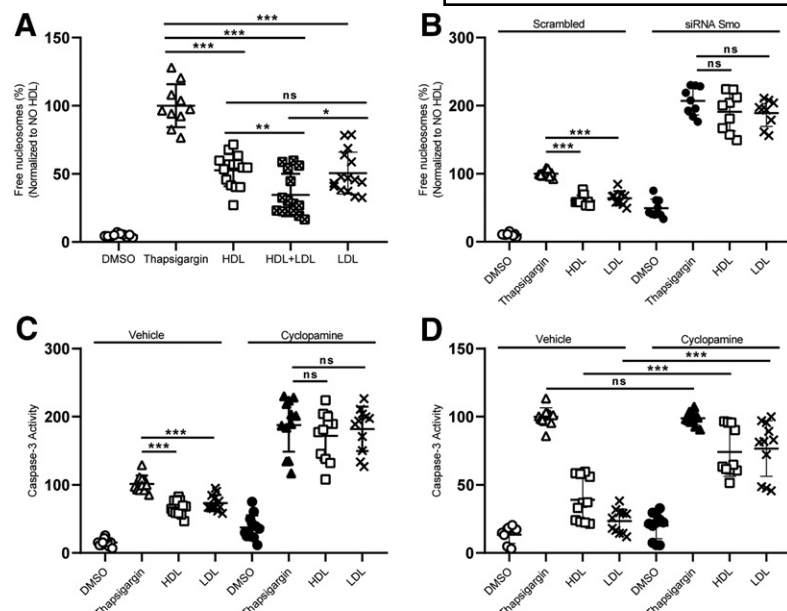 A
***
***
***
ns
*
**
Free nucleosomes (%)
(Normalized to NO HDL)
150
100
50
0
DMSO Thapsigargin HDL HDL+LDL LDL
B
Scrambled siRNA Smo
ns
ns
***
***
Free nucleosomes (%)
(Normalized to NO HDL)
300
200
100
0
DMSO Thapsigargin HDL LDL DMSO Thapsigargin HDL LDL
C
Vehicle Cyclopamine
ns
ns
***
***
Caspase-3 Activity
300
200
100
0
DMSO Thapsigargin HDL LDL DMSO Thapsigargin HDL LDL
D
Vehicle Cyclopamine
***
***
ns
Caspase-3 Activity
150
100
50
0
DMSO Thapsigargin HDL LDL DMSO Thapsigargin HDL LDL